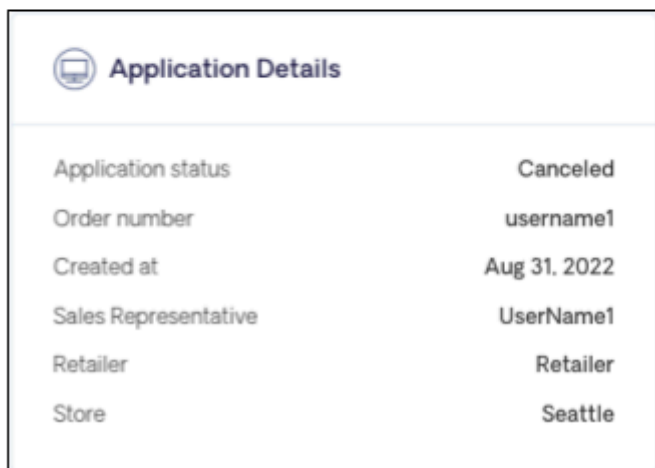 Application Details
Application status Canceled
Order number username1
Created at Aug 31, 2022
Sales Representative UserName1
Retailer Retailer
Store Seattle